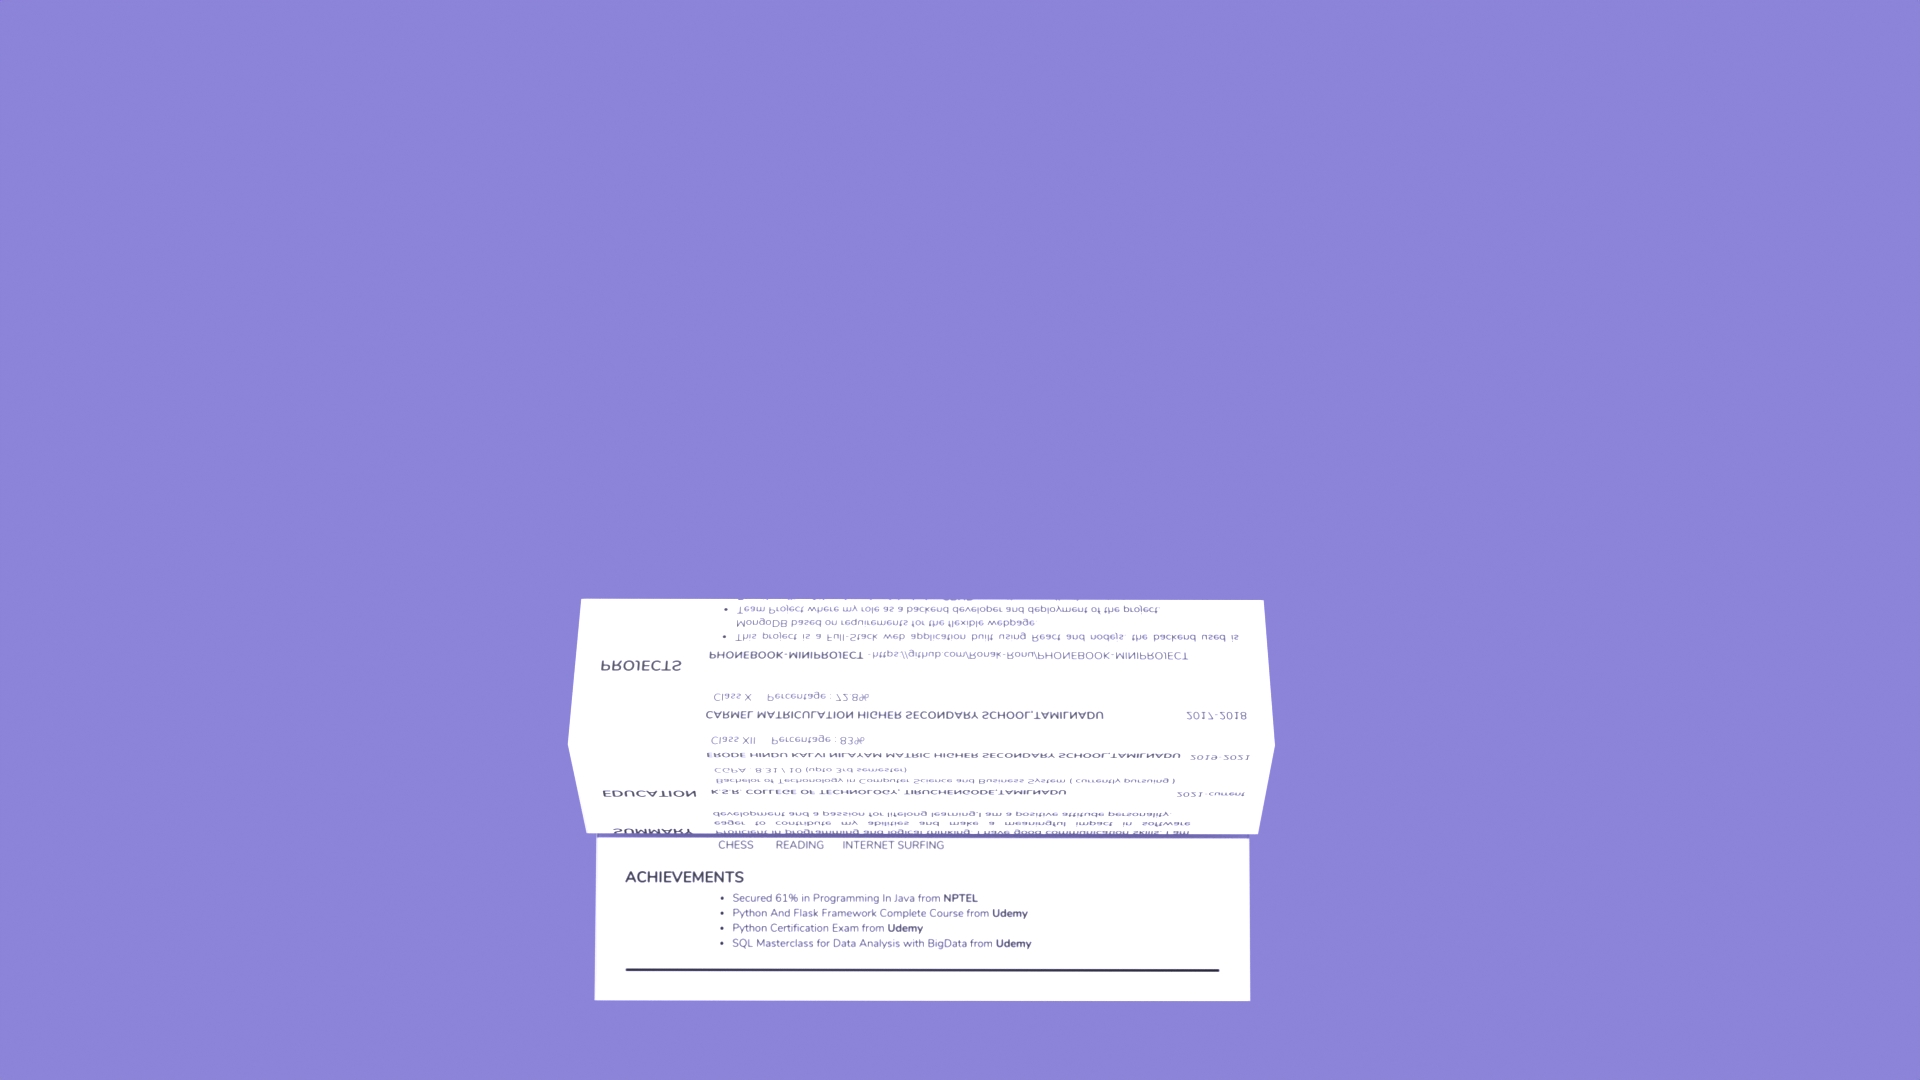 SUMMARY
Proficient in programming and logical thinking, I have good communication skills. I am
eager to contribute my abilities and make a meaningful impact in software
development and a passion for lifelong learning,I am a positive attitude personality
EDUCATION
K.S.R. COLLEGE OF TECHNOLOGY, TIRUCHENGODE,TAMILNADU 2021-current
Bachelor of Techonology in Computer Science and Business System ( currently pursuing )
CGPA : 8.31 / 10 (upto 3rd semester)
ERODE HINDU KALVI NILAYAM MATRIC HIGHER SECONDARY SCHOOL,TAMILNADU 2019-2021
Class XII Percentage : 83%
CARMEL MATRICULATION HIGHER SECONDARY SCHOOL,TAMILNADU 2017-2018
Class X Percentage : 72.8%
PROJECTS
PHONEBOOK-MINIPROJECT -https://github.com/Ronak-Ronu/PHONEBOOK-MINIPROJECT
• This project is a Full-Stack web application built using React and nodejs the backend used is
MongoDB based on requirements for the flexible webpage
• Team Project where my role as a backend developer and deployment of the project
CHESS READING INTERNET SURFING
ACHIEVEMENTS
• Secured 61% in Programming In Java from NPTEL
• Python And Flask Framework Complete Course from Udemy
• Python Certification Exam from Udemy
• SQL Masterclass for Data Analysis with BigData from Udemy